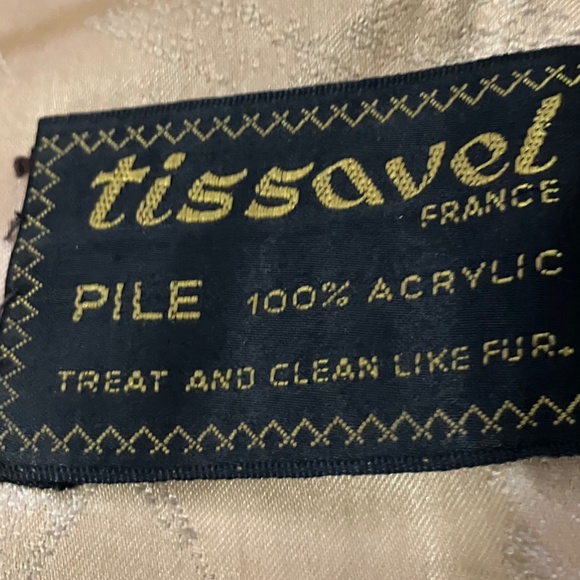 tissavel
FRANCE
PILE 100% ACRYLIC
TREAT AND CLEAN LIKE FUR.